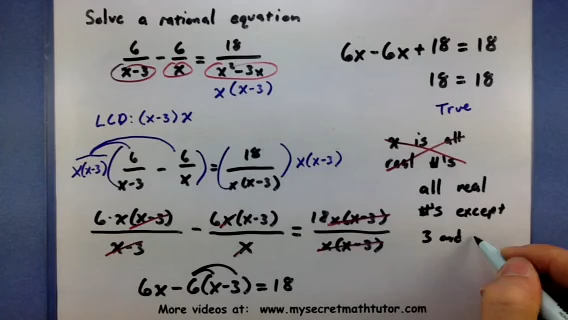 Solve a rational equation
6/x-3 - 6/x = 18/x²-3x
x(x-3)
LCD: (x-3) x
x(x-3) (6/x-3 - 6/x) = (18/x(x-3)) x(x-3)
6·x(x-3)/x-3 - 6x(x-3)/x = 18x(x-3)/x(x-3)
6x-6(x-3)=18
6x-6x+18=18
18=18
True
x is all
real #'s
all real
#'s except
3 and
More videos at: www.mysecretmathtutor.com